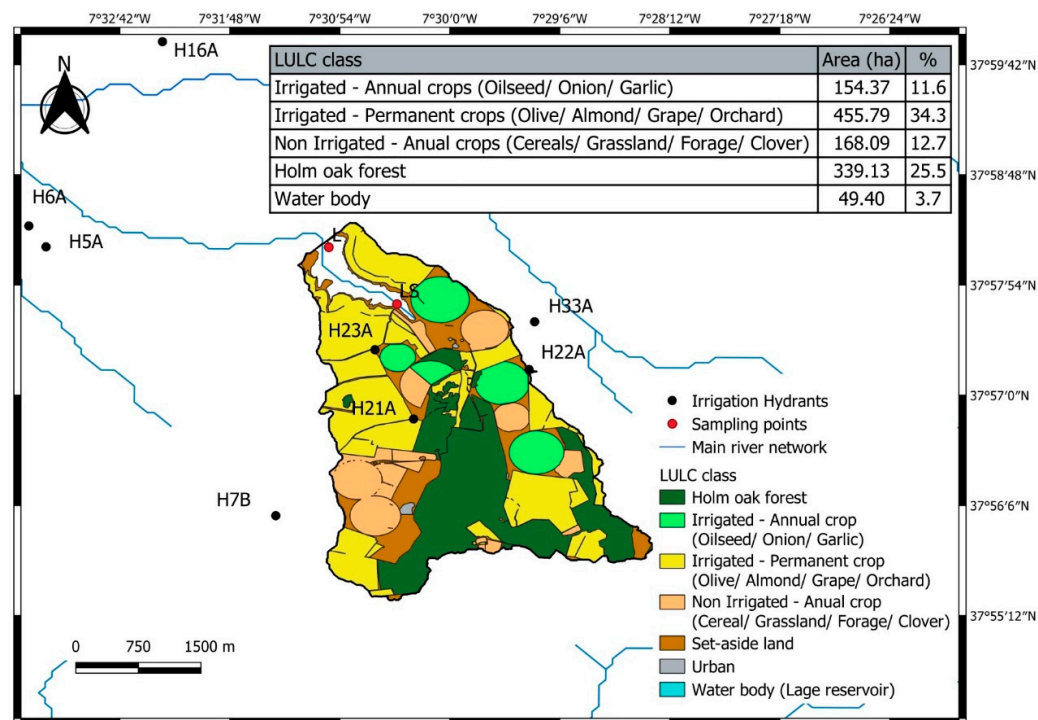 7°32'42"W 7°31'48"W 7°30'54"W 7°30'0"W 7°29'6"W 7°28'12"W 7°27'18"W 7°26'24"W
H16A
N
LULC class Area (ha) %
Irrigated - Annual crops (Oilseed/ Onion/ Garlic) 154.37 11.6
Irrigated - Permanent crops (Olive/ Almond/ Grape/ Orchard) 455.79 34.3
Non Irrigated - Anual crops (Cereals/ Grassland/ Forage/ Clover) 168.09 12.7
Holm oak forest 339.13 25.5
Water body 49.40 3.7
37°59'42"N
37°58'48"N
37°57'54"N
37°57'0"N
37°56'6"N
37°55'12"N
H6A
H5A
L
LS
H33A
H23A
H22A
H21A
H7B
Irrigation Hydrants
Sampling points
Main river network
LULC class
Holm oak forest
Irrigated - Annual crop
(Oilseed/ Onion/ Garlic)
Irrigated - Permanent crop
(Olive/ Almond/ Grape/ Orchard)
Non Irrigated - Anual crop
(Cereal/ Grassland/ Forage/ Clover)
Set-aside land
Urban
Water body (Lage reservoir)
0 750 1500 m